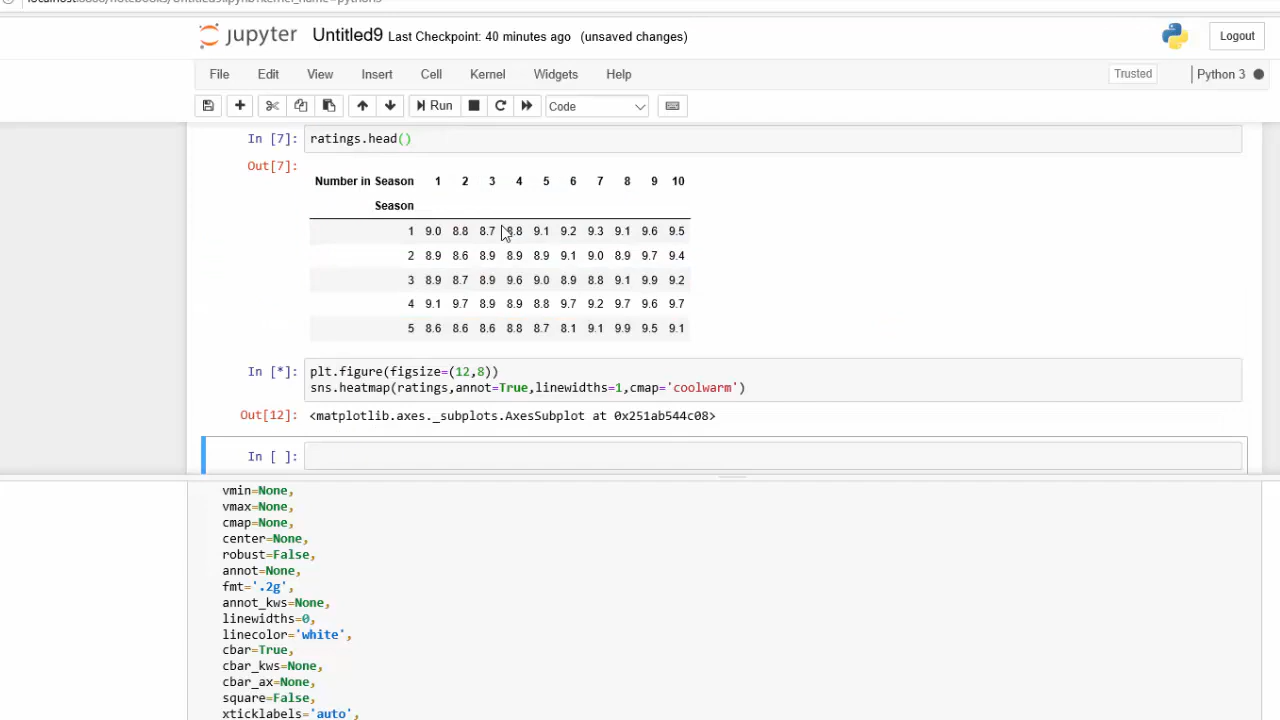 jupyter Untitled9 Last Checkpoint: 40 minutes ago (unsaved changes) Logout
File Edit View Insert Cell Kernel Widgets Help Trusted Python 3
Run Code
In [7]: ratings.head()
Out[7]:
Number in Season 1 2 3 4 5 6 7 8 9 10
Season
1 9.0 8.8 8.7 8.8 9.1 9.2 9.3 9.1 9.6 9.5
2 8.9 8.6 8.9 8.9 8.9 9.1 9.0 8.9 9.7 9.4
3 8.9 8.7 8.9 9.6 9.0 8.9 8.8 9.1 9.9 9.2
4 9.1 9.7 8.9 8.9 8.8 9.7 9.2 9.7 9.6 9.7
5 8.6 8.6 8.6 8.8 8.7 8.1 9.1 9.9 9.5 9.1
In [*]: plt.figure(figsize=(12,8))
sns.heatmap(ratings,annot=True,linewidths=1,cmap='coolwarm')
Out[12]: <matplotlib.axes._subplots.AxesSubplot at 0x251ab544c08>
In [ ]:
vmin=None,
vmax=None,
cmap=None,
center=None,
robust=False,
annot=None,
fmt='.2g',
annot_kws=None,
linewidths=0,
linecolor='white',
cbar=True,
cbar_kws=None,
cbar_ax=None,
square=False,
xticklabels='auto',